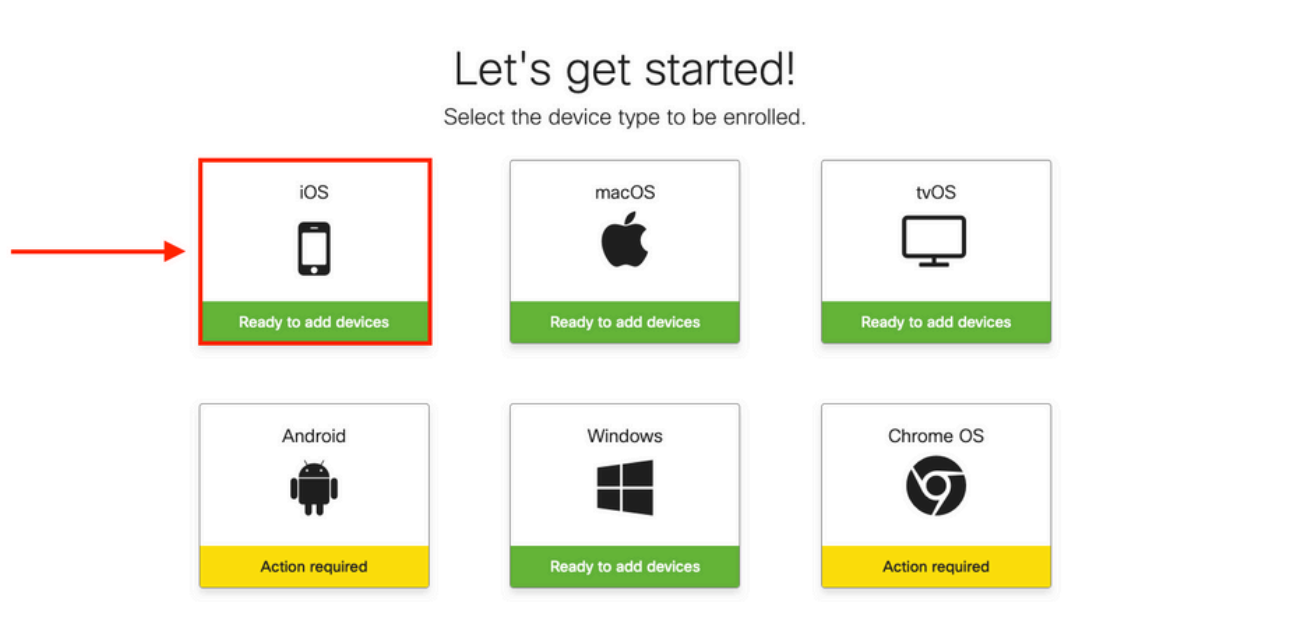 Let's get started!
Select the device type to be enrolled.
iOS
macOS
tvOS
Ready to add devices
Ready to add devices
Ready to add devices
Android
Windows
Chrome OS
Action required
Ready to add devices
Action required